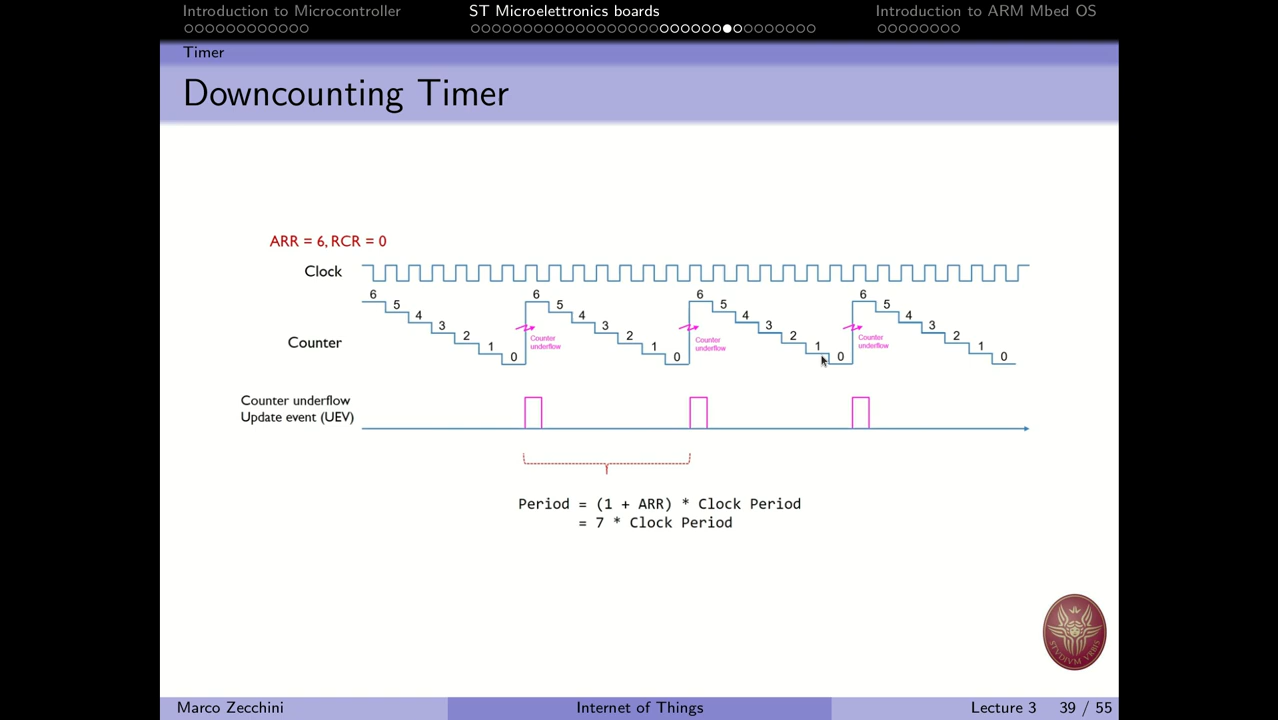 Introduction to Microcontroller
ST Microelettronics boards
Introduction to ARM Mbed OS
Timer
Downcounting Timer
ARR = 6, RCR = 0
Clock
6 5 4 3 2 1 0 6 5 4 3 2 1 0 6 5 4 3 2 1 0 6 5 4 3 2 1 0
Counter
Counter
underflow
Counter
underflow
Counter
underflow
Counter underflow
Update event (UEV)
Period = (1 + ARR) * Clock Period
= 7 * Clock Period
STVDIVM VRBIS
Marco Zecchini
Internet of Things
Lecture 3
39 / 55